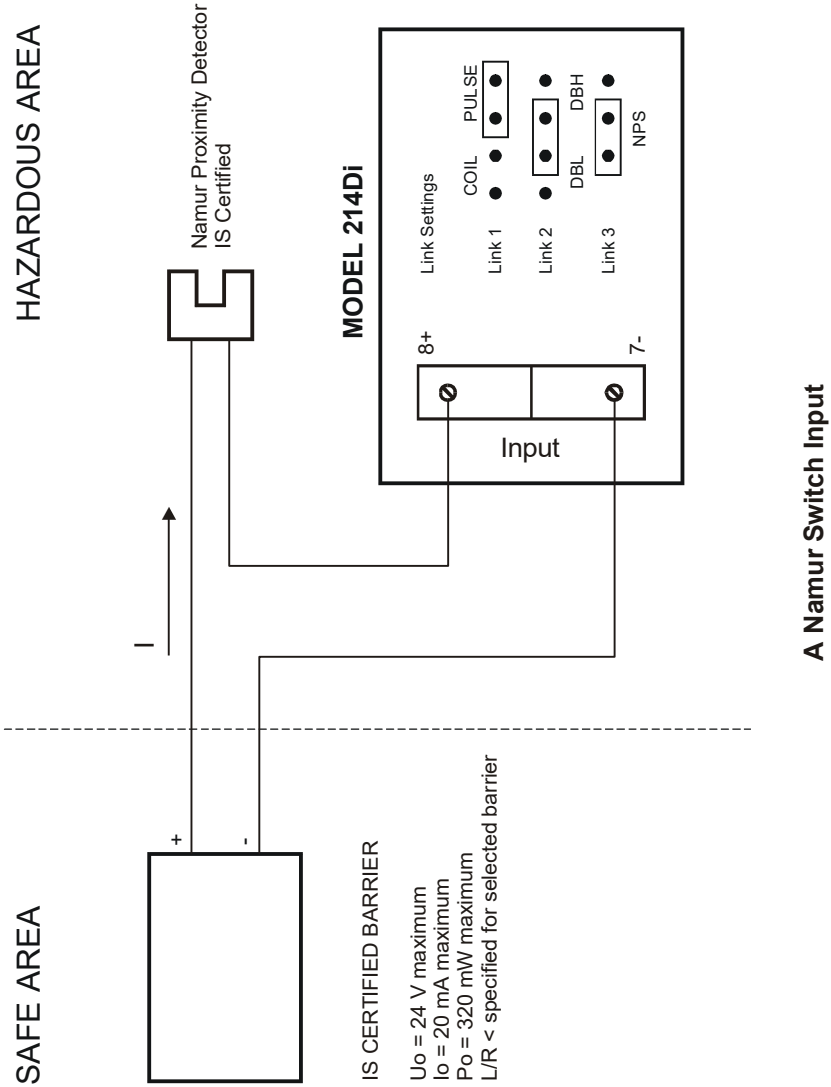 SAFE AREA
HAZARDOUS AREA
+
-
I
Namur Proximity Detector
IS Certified
IS CERTIFIED BARRIER
Uo = 24 V maximum
Io = 20 mA maximum
Po = 320 mW maximum
L/R < specified for selected barrier
MODEL 214Di
Input
8+
7-
Link Settings
COIL PULSE
Link 1
Link 2
DBL DBH
Link 3
NPS
A Namur Switch Input